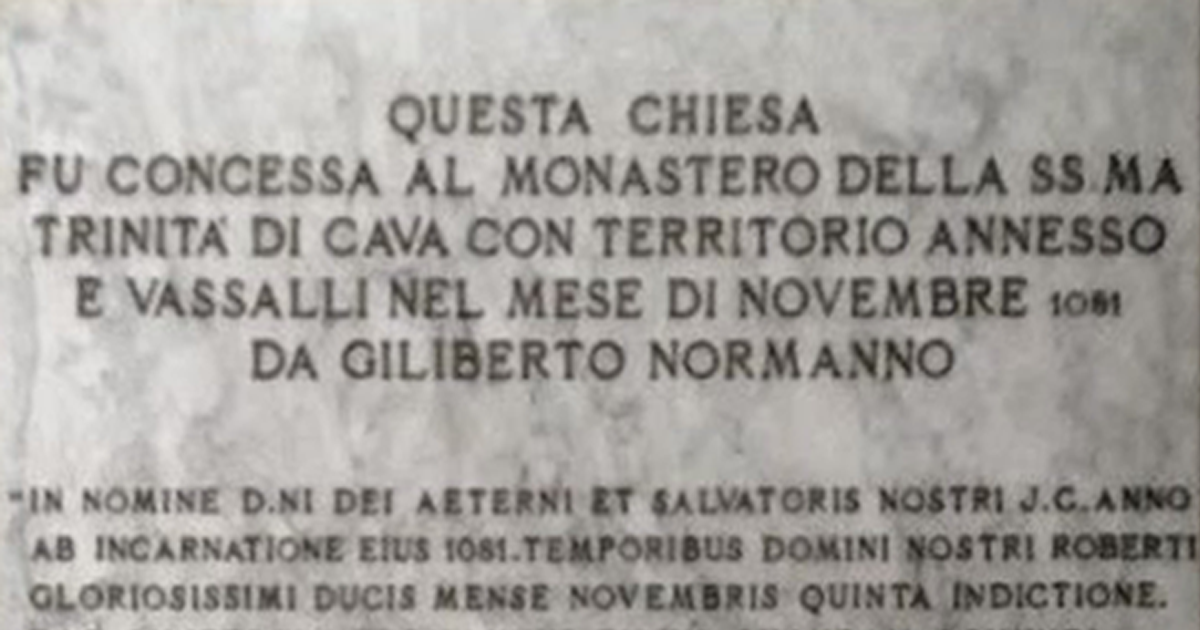 QUESTA CHIESA
FU CONCESSA AL MONASTERO DELLA SS.MA
TRINITA' DI CAVA CON TERRITORIO ANNESSO
E VASSALLI NEL MESE DI NOVEMBRE 1081
DA GILIBERTO NORMANNO
"IN NOMINE D.NI DEI AETERNI ET SALVATORIS NOSTRI J.C. ANNO
AB INCARNATIONE EIUS 1081. TEMPORIBUS DOMINI NOSTRI ROBERTI
GLORIOSISSIMI DUCIS MENSE NOVEMBRIS QUINTA INDICTIONE.